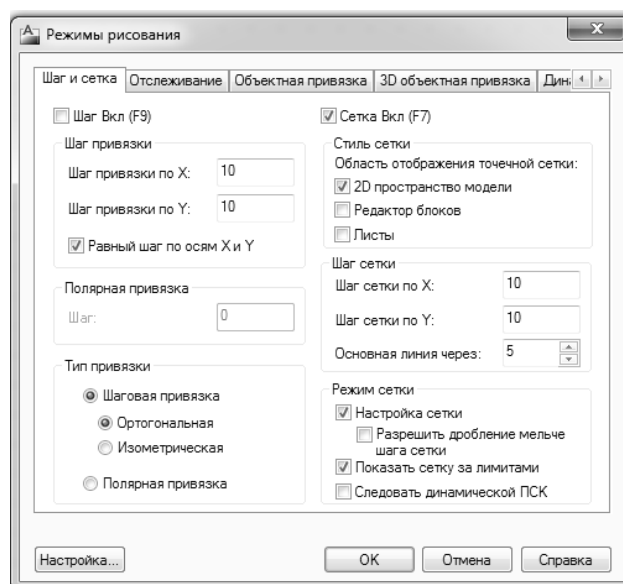 Режимы рисования
Шаг и сетка
Отслеживание
Объектная привязка
3D объектная привязка
Шаг Вкл (F9)
Шаг привязки
Шаг привязки по X: 10
Шаг привязки по Y: 10
Равный шаг по осям X и Y
Полярная привязка
Шаг: 0
Тип привязки
Шаговая привязка
Ортогональная
Изометрическая
Полярная привязка
Сетка Вкл (F7)
Стиль сетки
Область отображения точечной сетки:
2D пространство модели
Редактор блоков
Листы
Шаг сетки
Шаг сетки по X: 10
Шаг сетки по Y: 10
Основная линия через: 5
Режим сетки
Настройка сетки
Разрешить дробление мельче
шага сетки
Показать сетку за лимитами
Следовать динамической ПСК
Настройка...
OK
Отмена
Справка